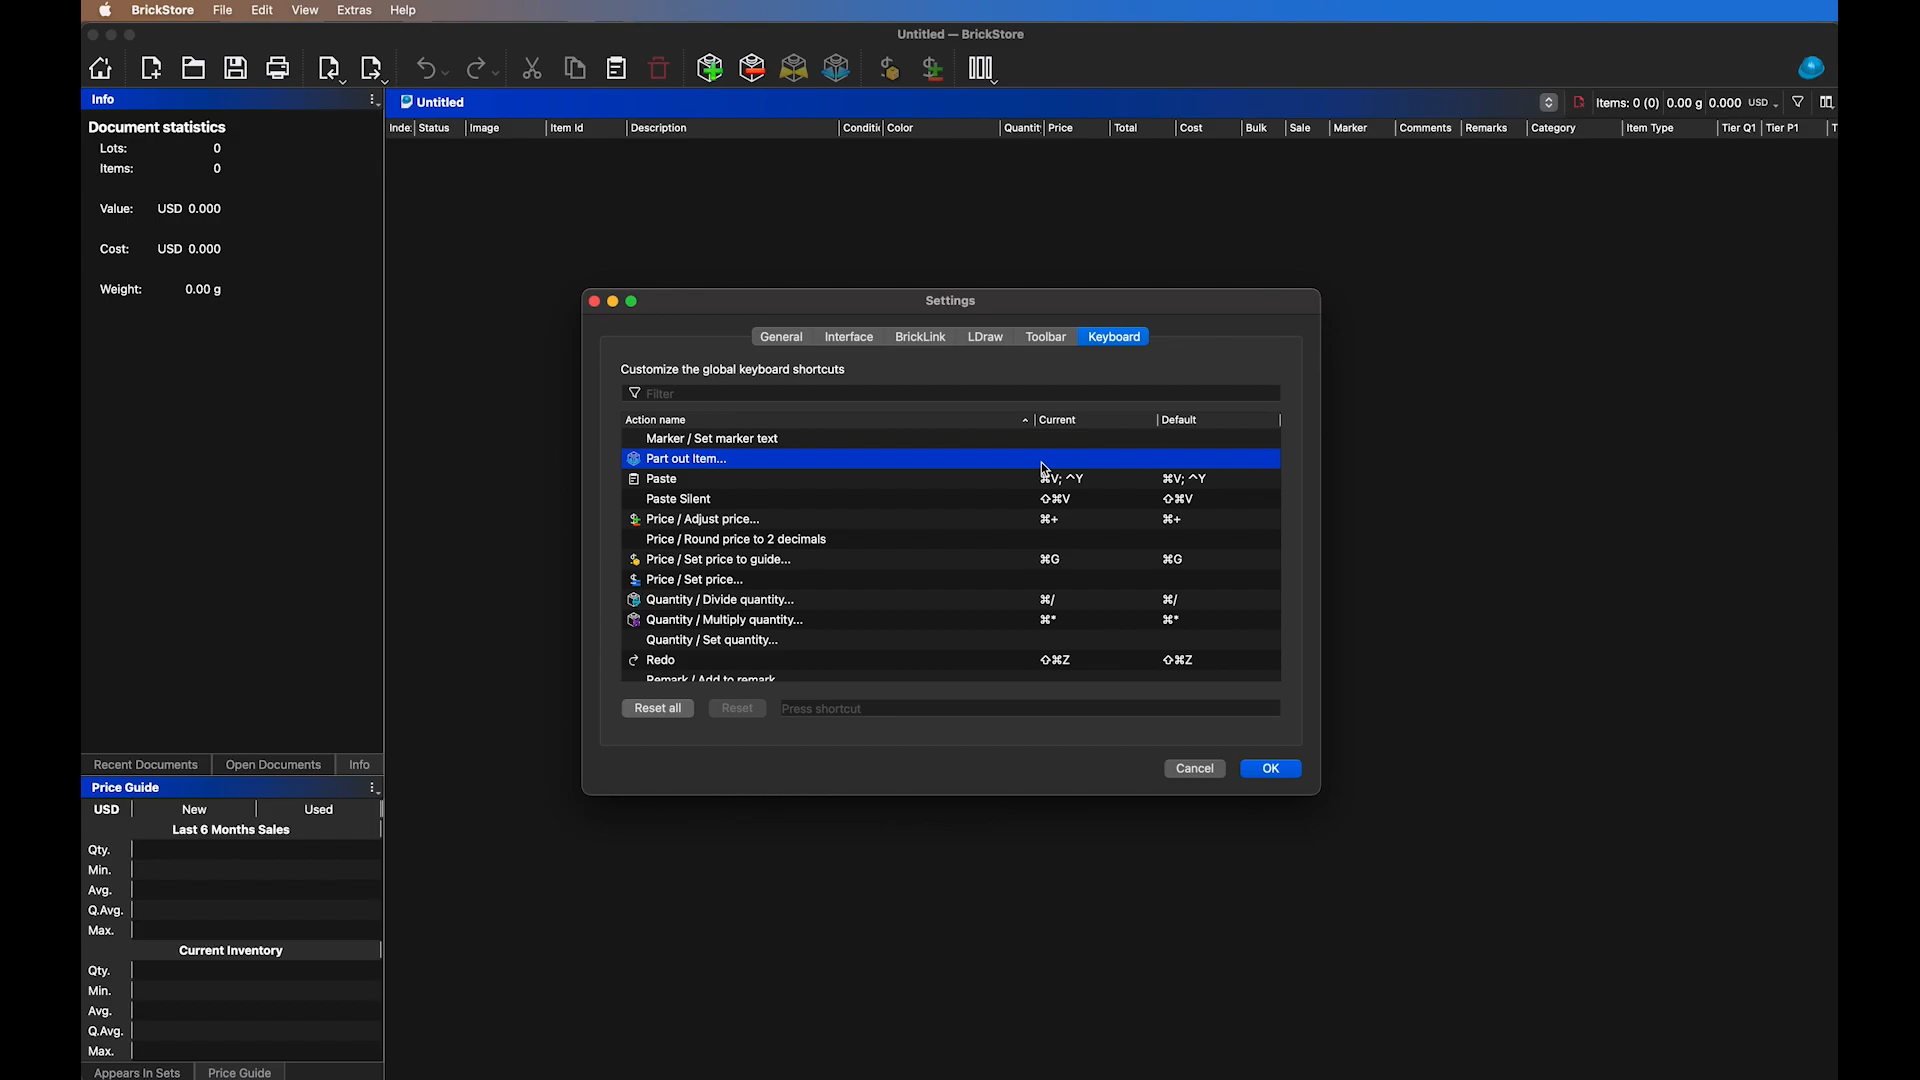 BrickStore File Edit View Extras Help
Untitled — BrickStore
Info
Untitled
Items: 0 (0) 0.00 g 0.000 USD
Document statistics
Lots: 0
Items: 0
Value: USD 0.000
Cost: USD 0.000
Weight: 0.00 g
Inde: Status Image Item Id Description Conditi Color Quantit Price Total Cost Bulk Sale Marker Comments Remarks Category Item Type Tier Q1 Tier P1 T
Settings
General Interface BrickLink LDraw Toolbar Keyboard
Customize the global keyboard shortcuts
Filter
Action name Current Default
Marker / Set marker text
Part out Item...
Paste ⌘V; ^Y ⌘V; ^Y
Paste Silent ⇧⌘V ⇧⌘V
Price / Adjust price... ⌘+ ⌘+
Price / Round price to 2 decimals
Price / Set price to guide... ⌘G ⌘G
Price / Set price...
Quantity / Divide quantity... ⌘/ ⌘/
Quantity / Multiply quantity... ⌘* ⌘*
Quantity / Set quantity...
Redo ⇧⌘Z ⇧⌘Z
Remark / Add to remark
Reset all Reset Press shortcut
Cancel OK
Recent Documents Open Documents Info
Price Guide
USD New Used
Last 6 Months Sales
Qty.
Min.
Avg.
Q.Avg.
Max.
Current Inventory
Qty.
Min.
Avg.
Q.Avg.
Max.
Appears In Sets Price Guide